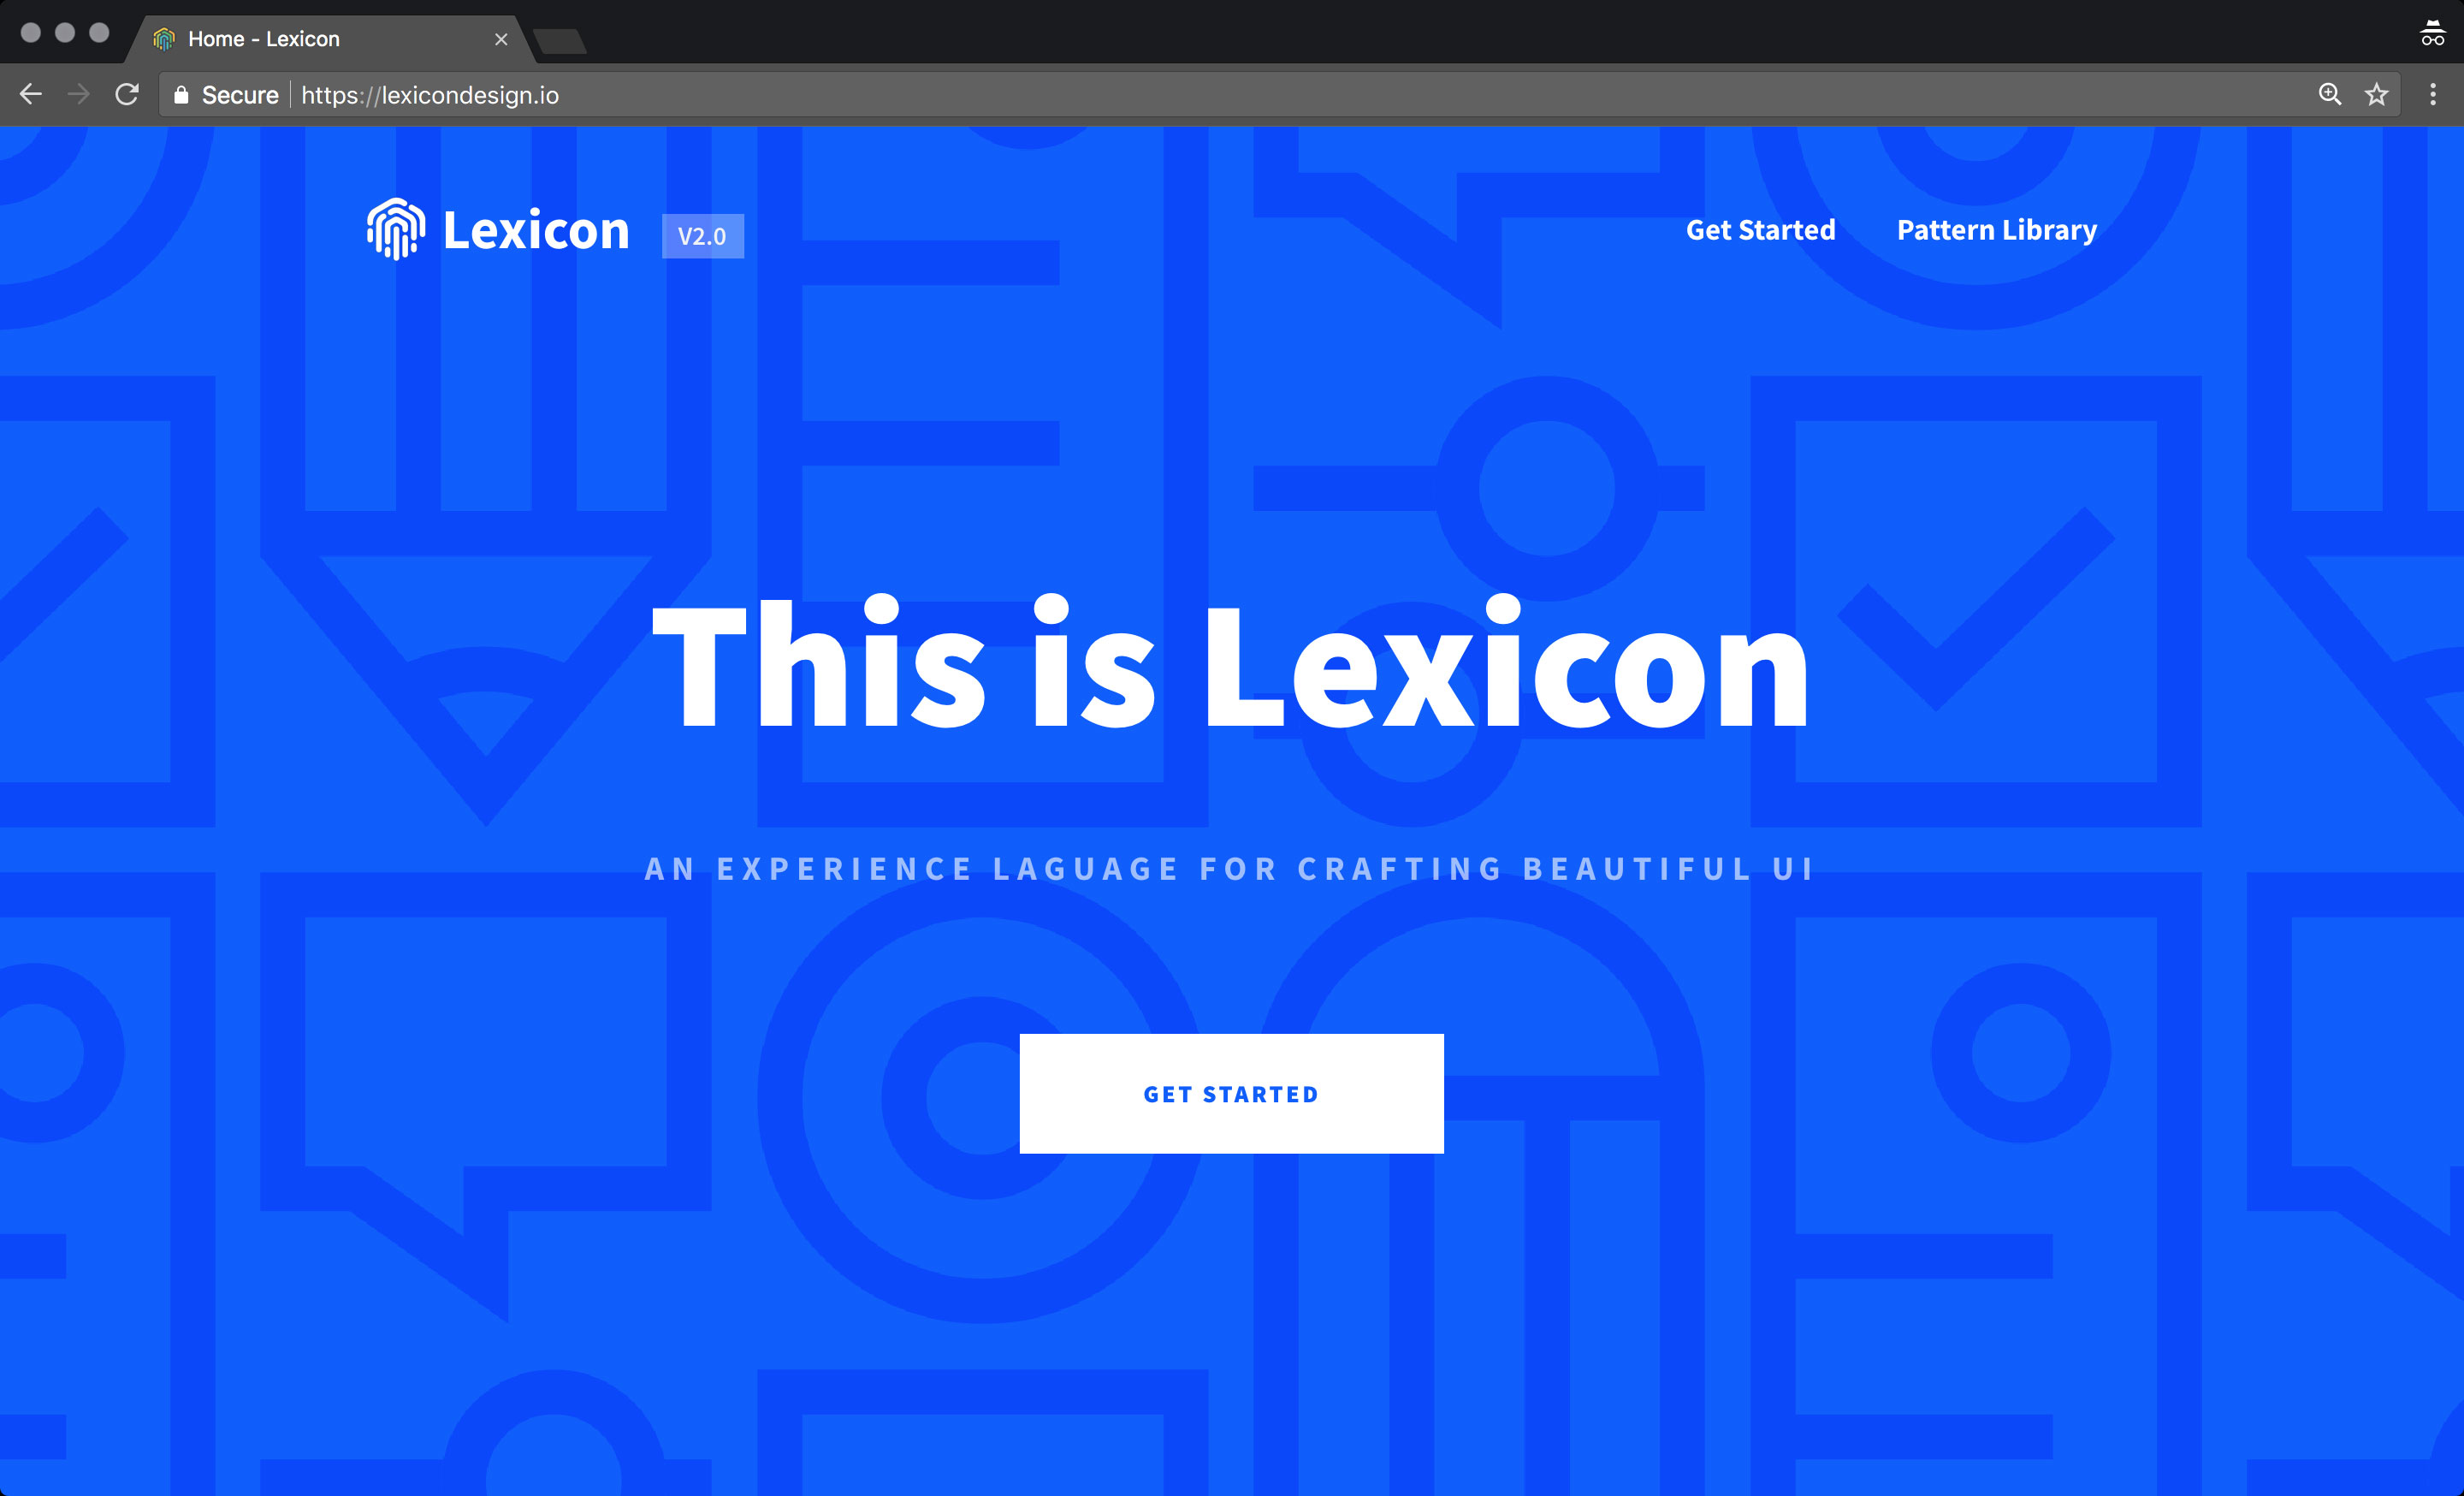 Home - Lexicon
Secure https://lexicondesign.io
Lexicon V2.0 Get Started Pattern Library
This is Lexicon
AN EXPERIENCE LAGUAGE FOR CRAFTING BEAUTIFUL UI
GET STARTED